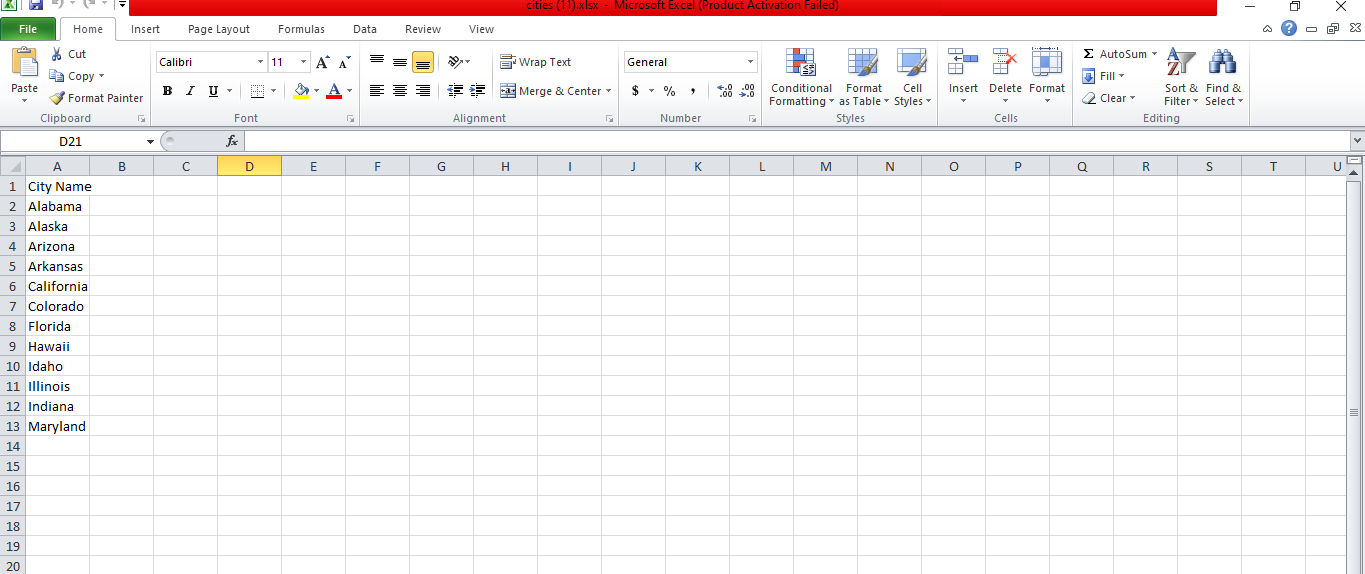 cities (11).xlsx - Microsoft Excel (Product Activation Failed)
File Home Insert Page Layout Formulas Data Review View
Paste Cut Copy Format Painter
Calibri 11 A A
B I U A
Wrap Text
Merge & Center
General
$ % , .00 .00
Conditional Formatting Format as Table Cell Styles
Insert Delete Format
Σ AutoSum Fill Clear
Sort & Filter Find & Select
Clipboard Font Alignment Number Styles Cells Editing
D21 fx
A B C D E F G H I J K L M N O P Q R S T U
1 City Name
2 Alabama
3 Alaska
4 Arizona
5 Arkansas
6 California
7 Colorado
8 Florida
9 Hawaii
10 Idaho
11 Illinois
12 Indiana
13 Maryland
14
15
16
17
18
19
20